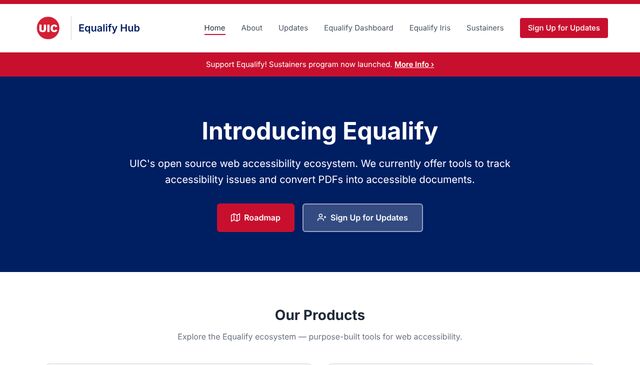 UIC
Equalify Hub
Home
About
Updates
Equalify Dashboard
Equalify Iris
Sustainers
Sign Up for Updates
Support Equalify! Sustainers program now launched. More Info ›
Introducing Equalify
UIC's open source web accessibility ecosystem. We currently offer tools to track
accessibility issues and convert PDFs into accessible documents.
Roadmap
Sign Up for Updates
Our Products
Explore the Equalify ecosystem — purpose-built tools for web accessibility.